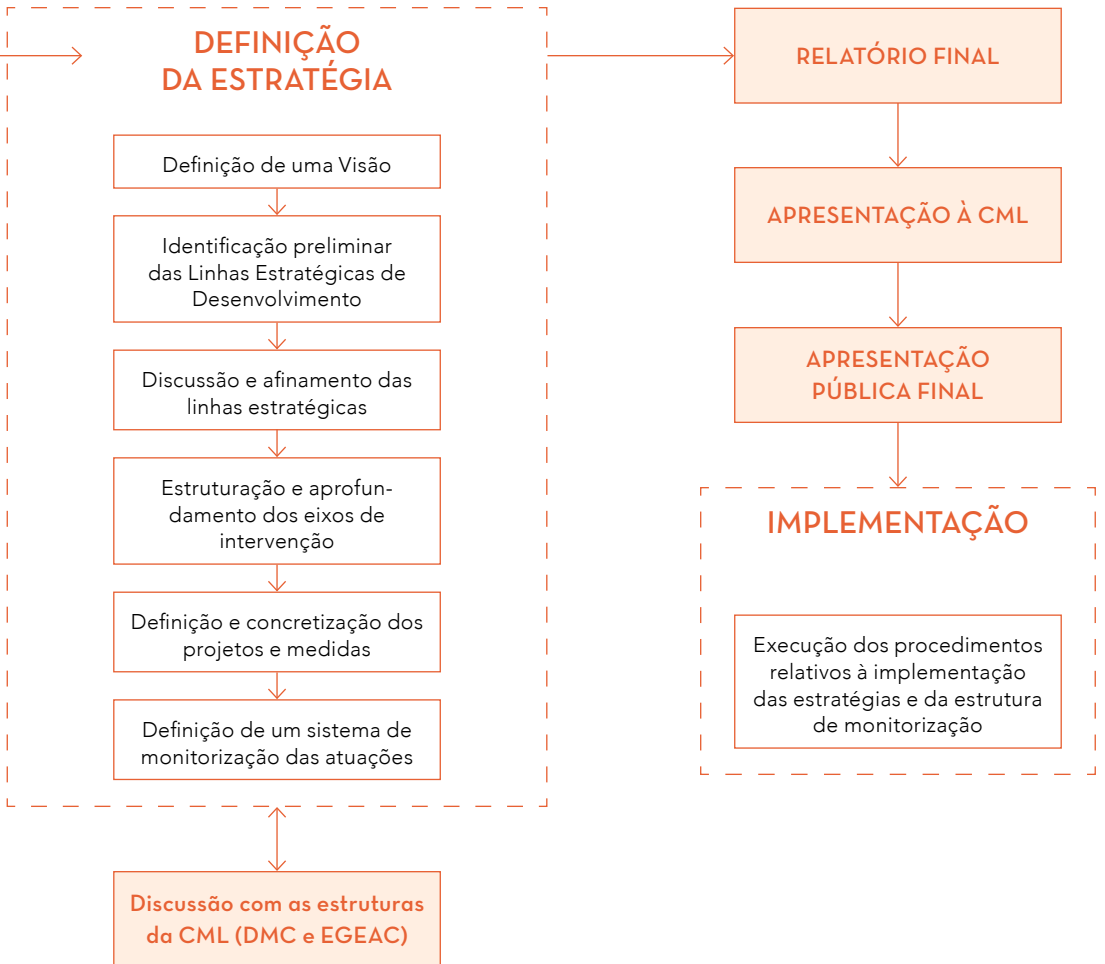 DEFINIÇÃO
DA ESTRATÉGIA
Definição de uma Visão
Identificação preliminar
das Linhas Estratégicas de
Desenvolvimento
Discussão e afinamento das
linhas estratégicas
Estruturação e aprofun-
damento dos eixos de
intervenção
Definição e concretização dos
projetos e medidas
Definição de um sistema de
monitorização das atuações
Discussão com as estruturas
da CML (DMC e EGEAC)
RELATÓRIO FINAL
APRESENTAÇÃO À CML
APRESENTAÇÃO
PÚBLICA FINAL
IMPLEMENTAÇÃO
Execução dos procedimentos
relativos à implementação
das estratégias e da estrutura
de monitorização